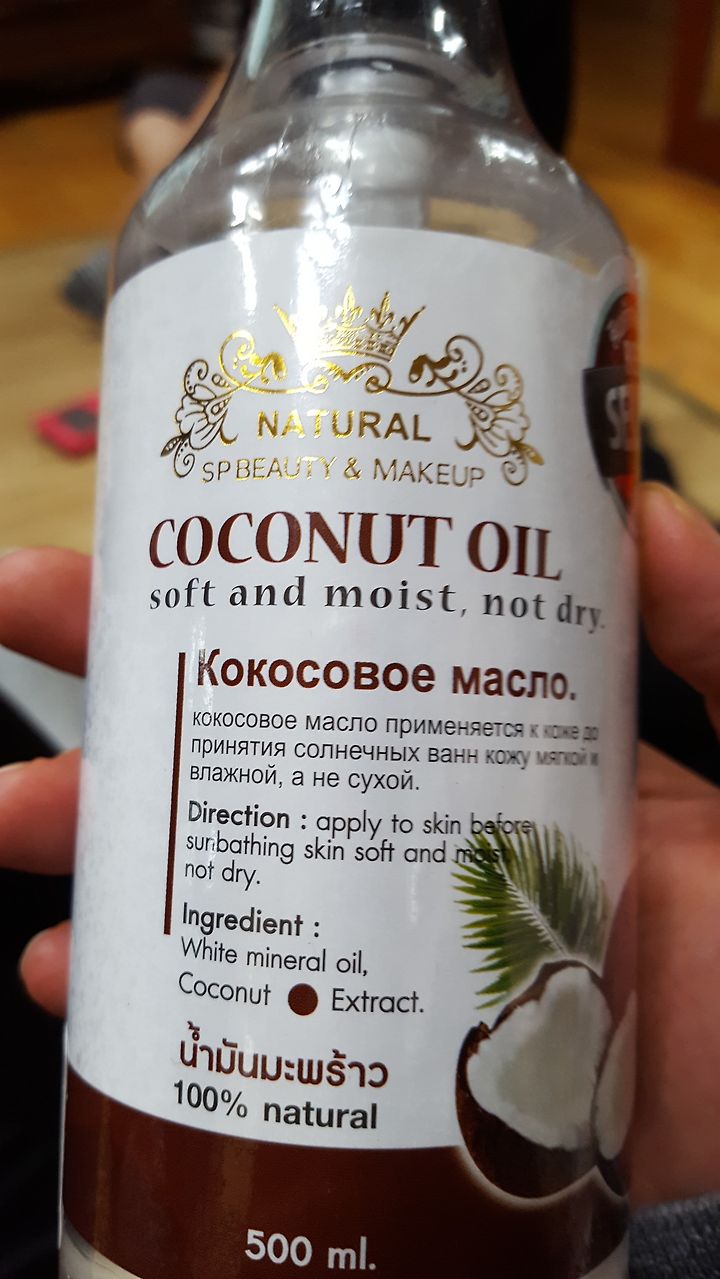 NATURAL
SP BEAUTY & MAKEUP
COCONUT OIL
soft and moist, not dry.
Кокосовое масло.
кокосовое масло применяется к коже до
принятия солнечных ванн кожу мягкой и
влажной, а не сухой.
Direction : apply to skin before
sunbathing skin soft and moist,
not dry.
Ingredient :
White mineral oil,
Coconut Extract.
น้ำมันมะพร้าว
100% natural
500 ml.